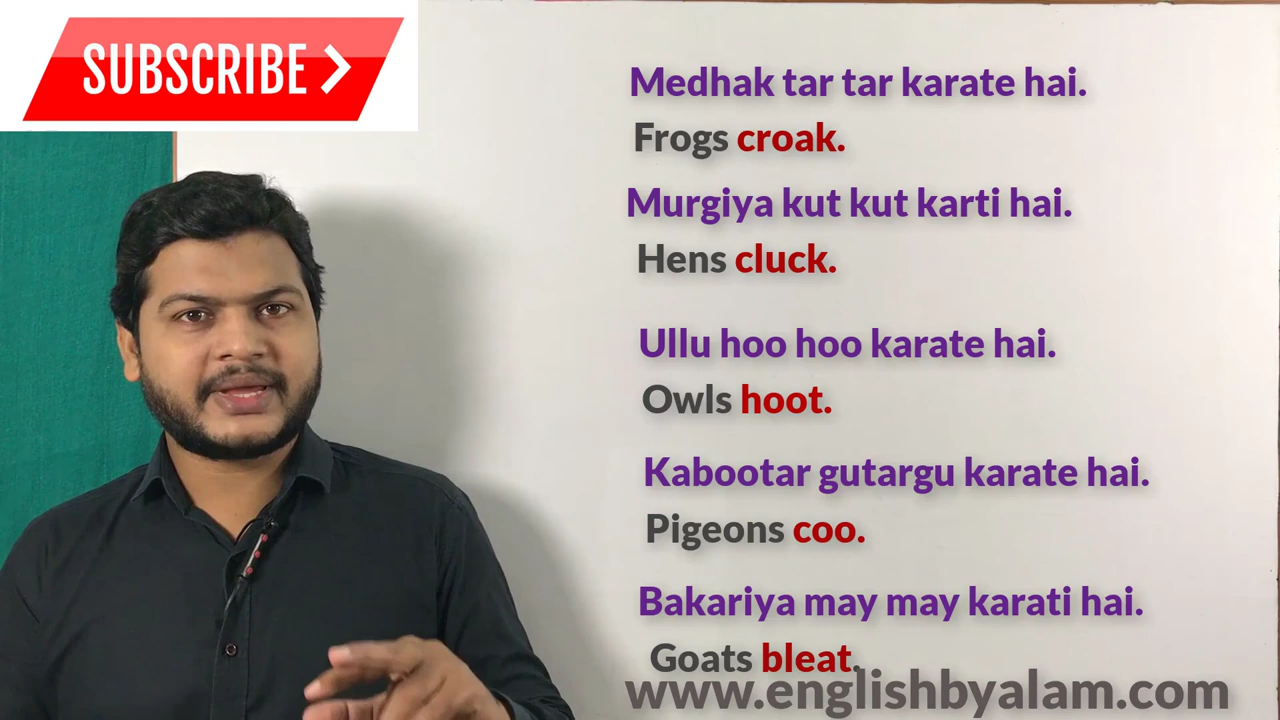 SUBSCRIBE
Medhak tar tar karate hai.
Frogs croak.
Murgiya kut kut karti hai.
Hens cluck.
Ullu hoo hoo karate hai.
Owls hoot.
Kabootar gutargu karate hai.
Pigeons coo.
Bakariya may may karati hai.
Goats bleat.
www.englishbyalam.com